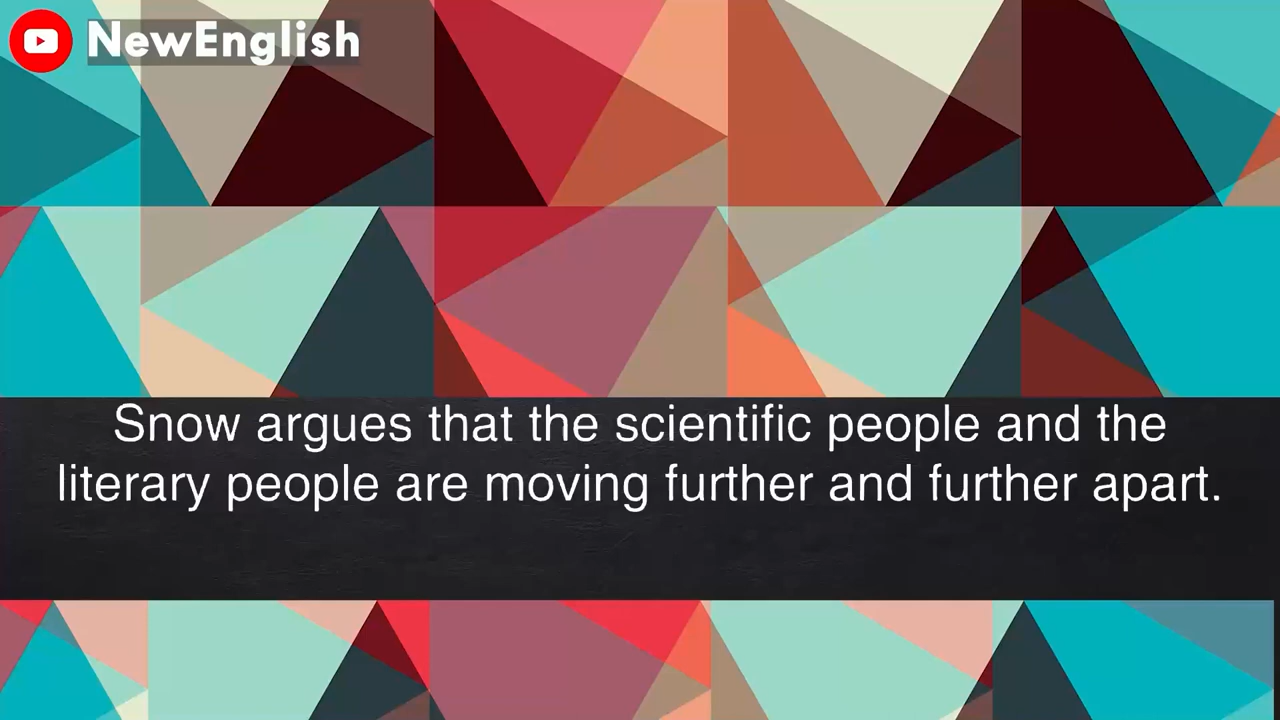 NewEnglish
Snow argues that the scientific people and the
literary people are moving further and further apart.